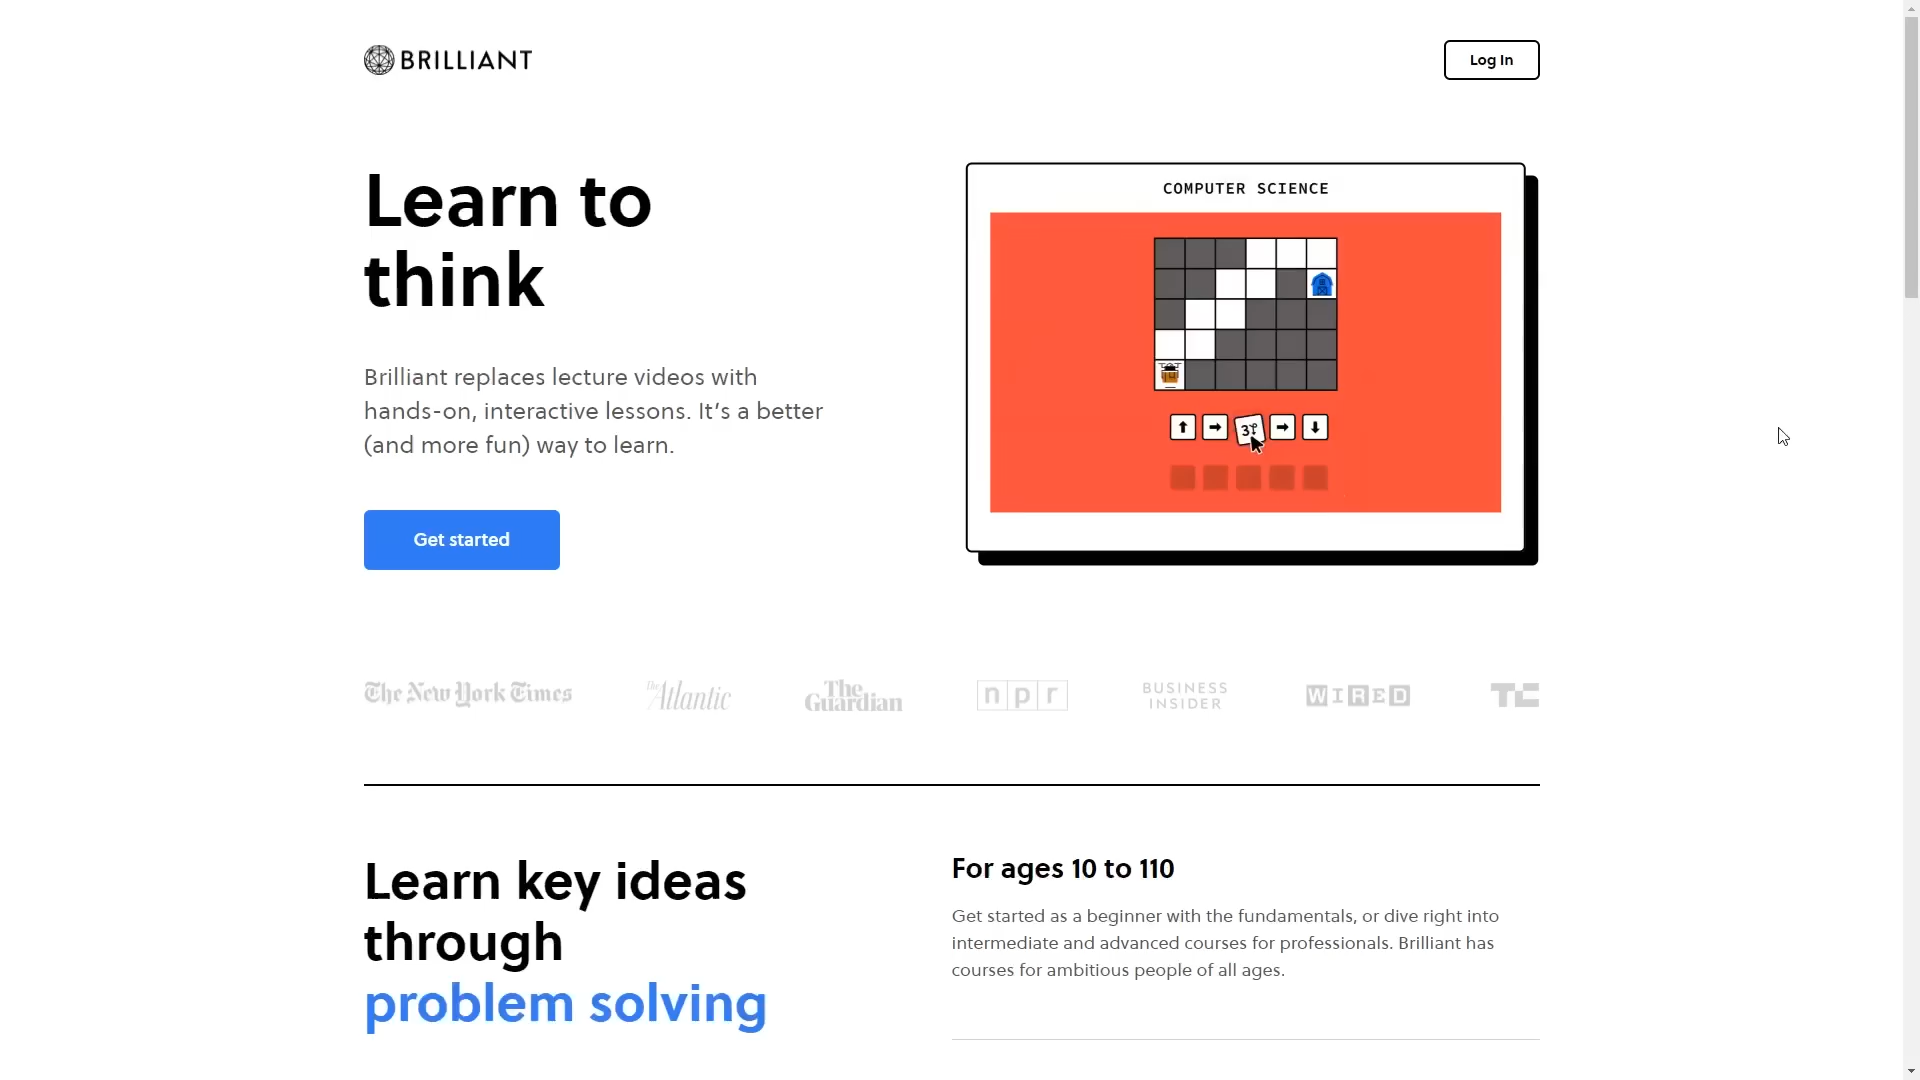 BRILLIANT
Log In
Learn to
think
Brilliant replaces lecture videos with
hands-on, interactive lessons. It’s a better
(and more fun) way to learn.
Get started
COMPUTER SCIENCE
3
The New York Times
The Atlantic
The
Guardian
npr
BUSINESS
INSIDER
WIRED
TC
Learn key ideas
through
problem solving
For ages 10 to 110
Get started as a beginner with the fundamentals, or dive right into
intermediate and advanced courses for professionals. Brilliant has
courses for ambitious people of all ages.